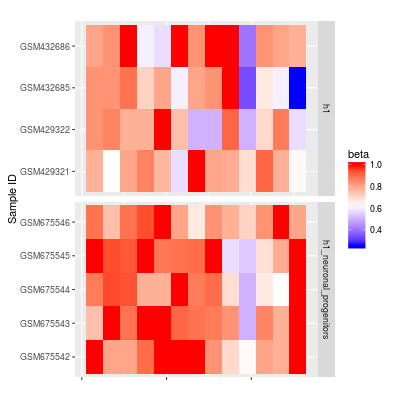 GSM432686
GSM432685
GSM429322
GSM429321
h1
GSM675546
GSM675545
GSM675544
GSM675543
GSM675542
h1_neuronal_progenitors
Sample ID
beta
1.0
0.8
0.6
0.4